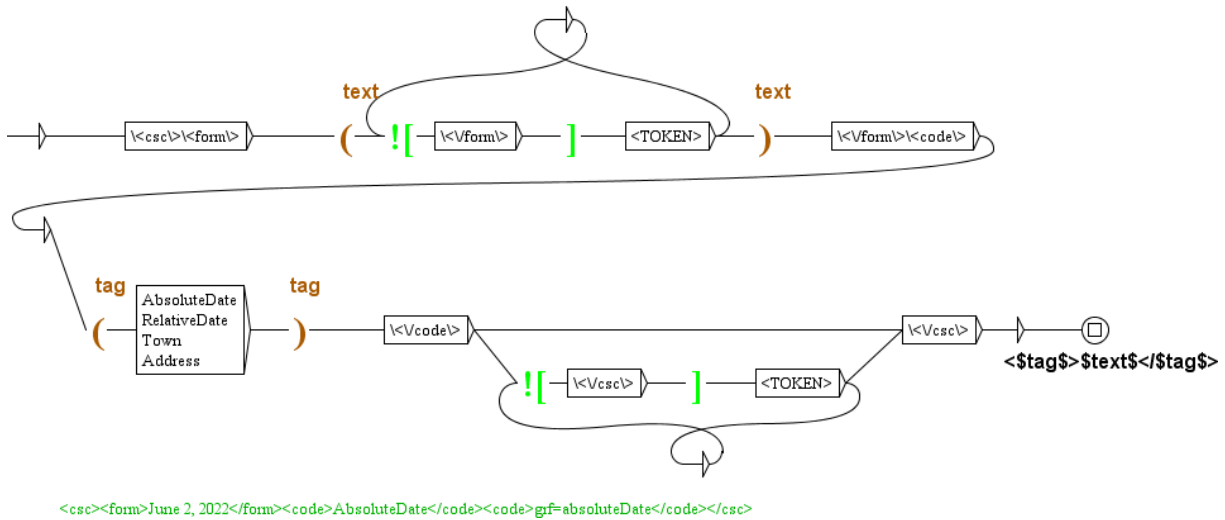 text
text
\<csc\>\<form\>
(
![
\<\/form\>
]
<TOKEN>
)
\<\/form\>\<code\>
tag
tag
(
AbsoluteDate
RelativeDate
Town
Address
)
\<\/code\>
\<\/csc\>
<$tag$>$text$</$tag$>
![
\<\/csc\>
]
<TOKEN>
<csc><form>June 2, 2022</form><code>AbsoluteDate</code><code>grf=absoluteDate</code></csc>